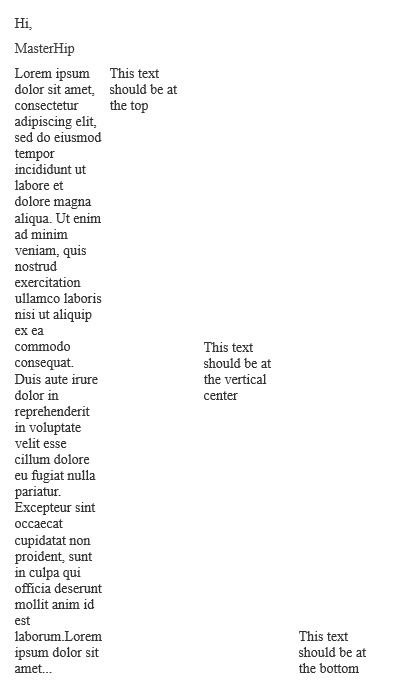 Hi,
MasterHip
Lorem ipsum
dolor sit amet,
consectetur
adipiscing elit,
sed do eiusmod
tempor
incididunt ut
labore et
dolore magna
aliqua. Ut enim
ad minim
veniam, quis
nostrud
exercitation
ullamco laboris
nisi ut aliquip
ex ea
commodo
consequat.
Duis aute irure
dolor in
reprehenderit
in voluptate
velit esse
cillum dolore
eu fugiat nulla
pariatur.
Excepteur sint
occaecat
cupidatat non
proident, sunt
in culpa qui
officia deserunt
mollit anim id
est
laborum.Lorem
ipsum dolor sit
amet...
This text
should be at
the top
This text
should be at
the vertical
center
This text
should be at
the bottom